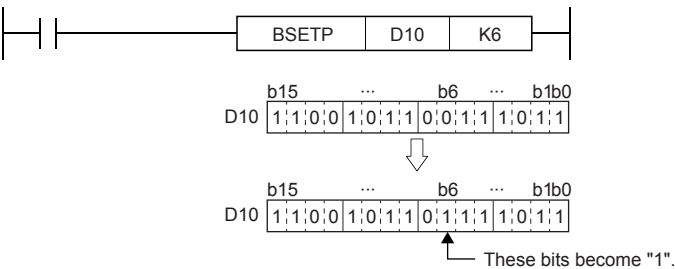 BSETP D10 K6
b15 ... b6 ... b1b0
D10 1 1 0 0 1 0 1 1 0 0 1 1 1 0 1 1
b15 ... b6 ... b1b0
D10 1 1 0 0 1 0 1 1 0 1 1 1 1 0 1 1
These bits become "1".